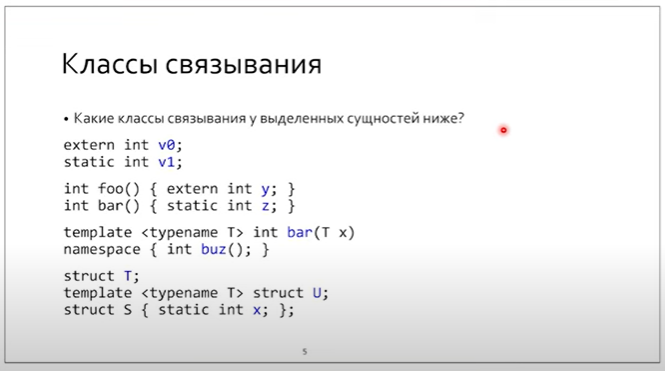 Классы связывания
• Какие классы связывания у выделенных сущностей ниже?
extern int v0;
static int v1;
int foo() { extern int y; }
int bar() { static int z; }
template <typename T> int bar(T x)
namespace { int buz(); }
struct T;
template <typename T> struct U;
struct S { static int x; };
5